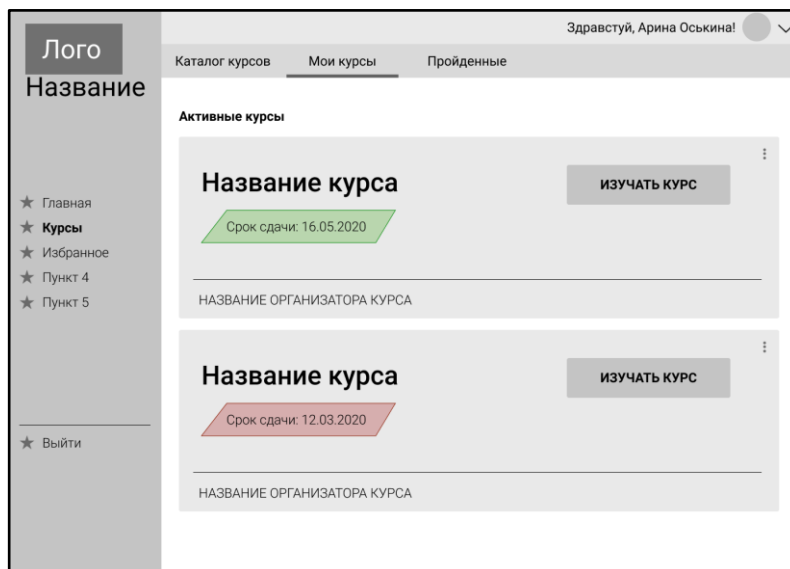 Лого
Название
Здравстуй, Арина Оськина!
Каталог курсов
Мои курсы
Пройденные
Главная
Курсы
Избранное
Пункт 4
Пункт 5
Выйти
Активные курсы
Название курса
ИЗУЧАТЬ КУРС
Срок сдачи: 16.05.2020
НАЗВАНИЕ ОРГАНИЗАТОРА КУРСА
Название курса
ИЗУЧАТЬ КУРС
Срок сдачи: 12.03.2020
НАЗВАНИЕ ОРГАНИЗАТОРА КУРСА